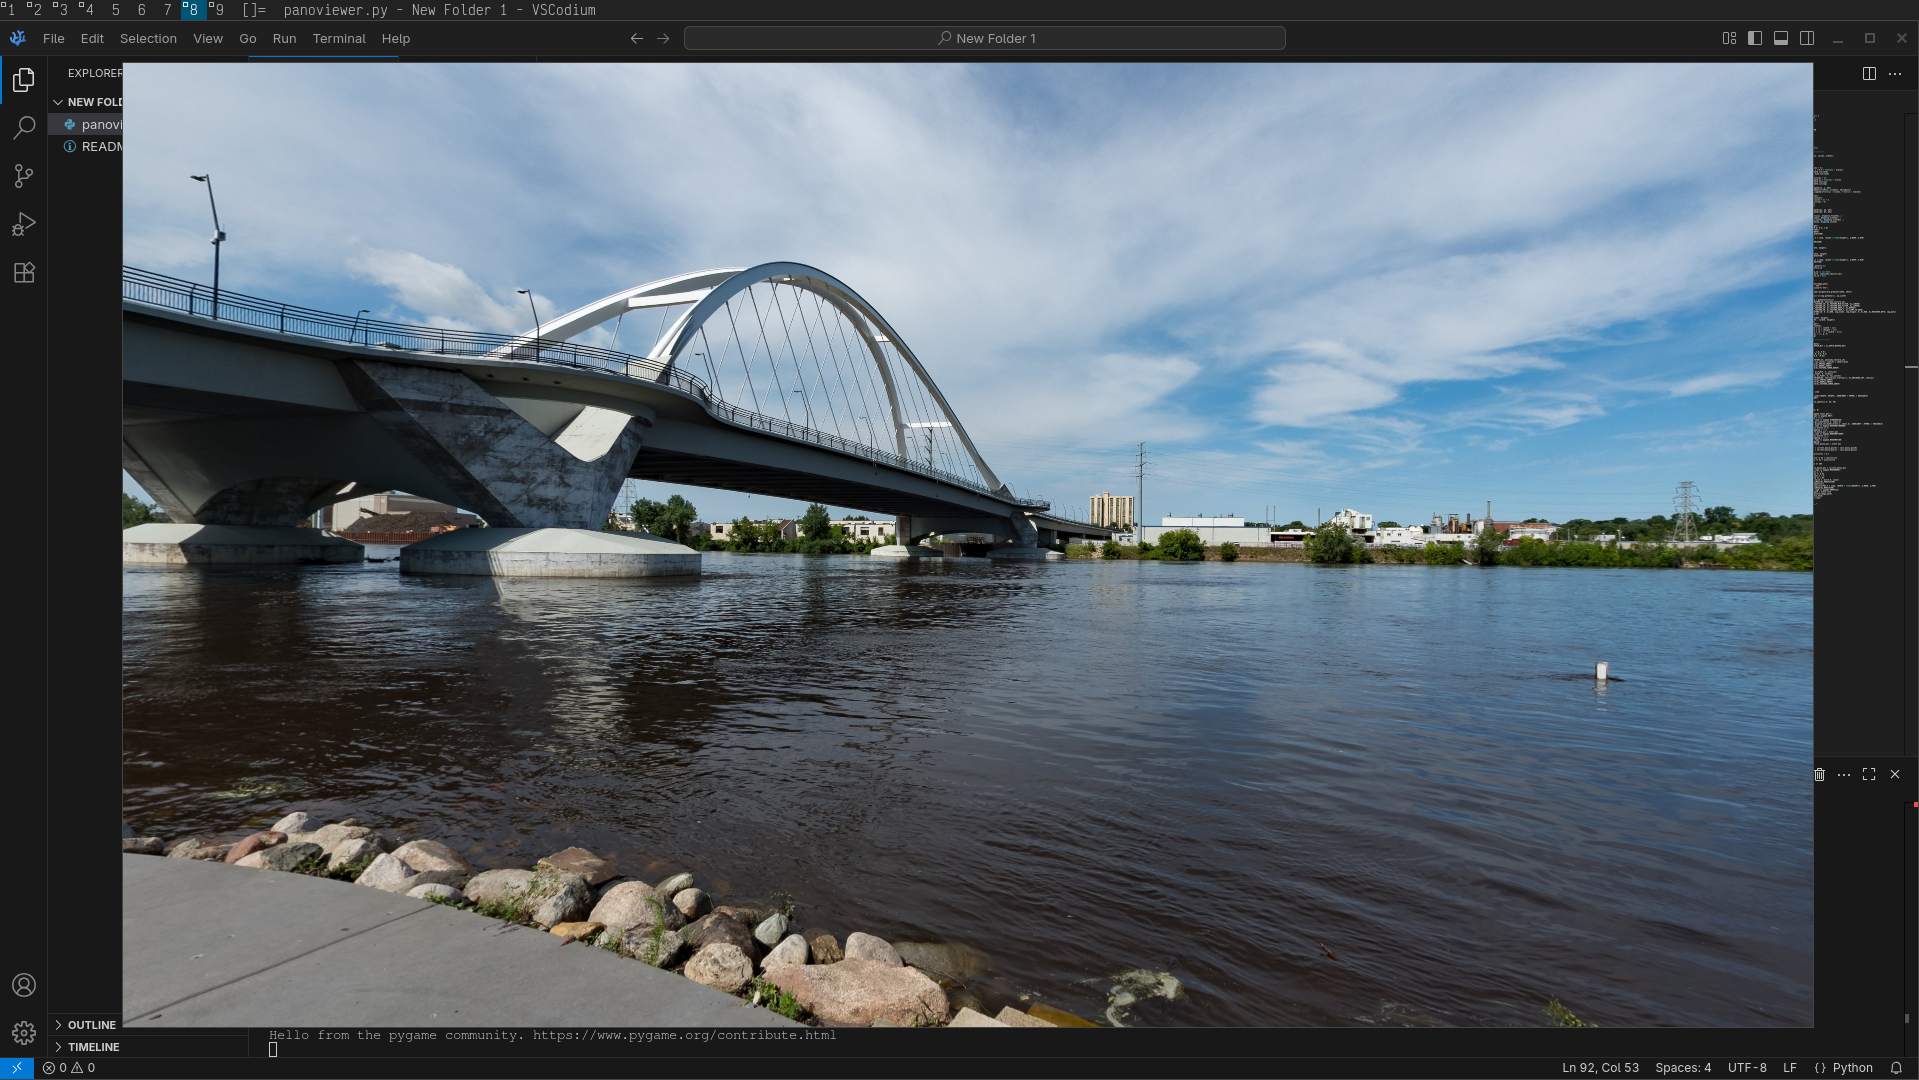 1 2 3 4 5 6 7 8 9 []= panoviewer.py - New Folder 1 - VSCodium
File Edit Selection View Go Run Terminal Help
New Folder 1
EXPLORER
NEW FOLD
panovi
READM
OUTLINE
TIMELINE
Hello from the pygame community. https://www.pygame.org/contribute.html
0 0
Ln 92, Col 53 Spaces: 4 UTF-8 LF {} Python